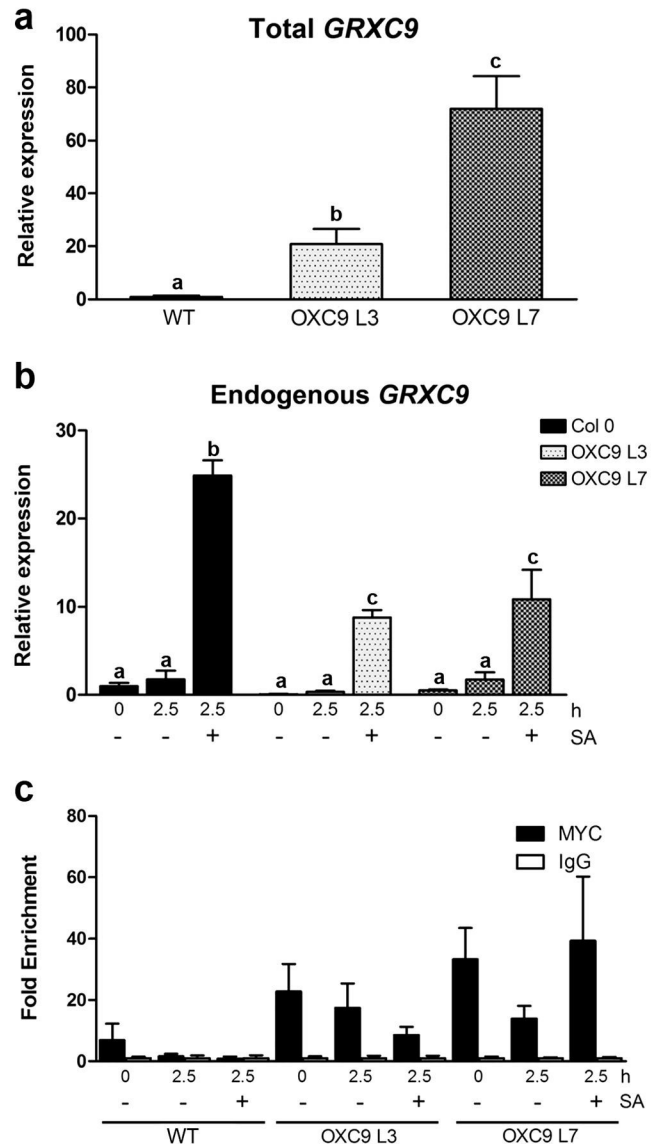 a
Total GRXC9
Relative expression
100
80
60
40
20
0
a
b
c
WT
OXC9 L3
OXC9 L7
b
Endogenous GRXC9
Col 0
OXC9 L3
OXC9 L7
Relative expression
30
20
10
0
a a b a a c a a c
0 2.5 2.5 0 2.5 2.5 0 2.5 2.5 h
- - + - - + - - + SA
c
MYC
IgG
Fold Enrichment
80
60
40
20
0
0 2.5 2.5 0 2.5 2.5 0 2.5 2.5 h
- - + - - + - - + SA
WT OXC9 L3 OXC9 L7